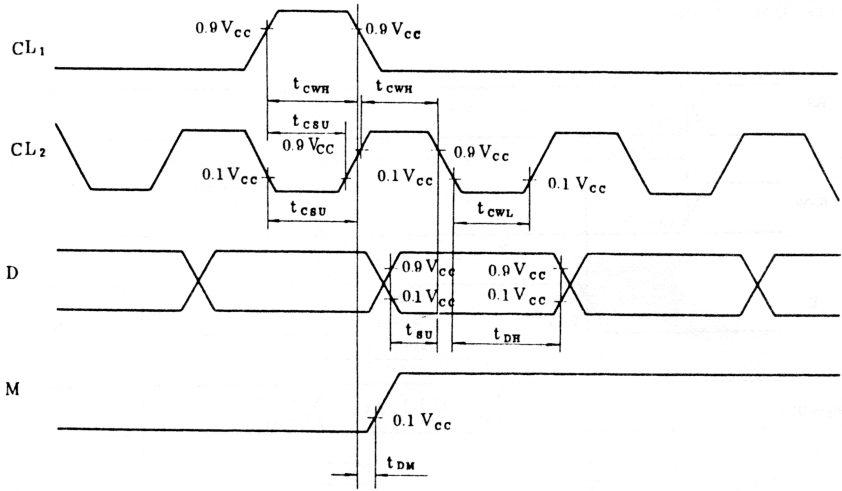 CL1
0.9 Vcc
0.9 Vcc
tCWH
tCWH
tCSU
CL2
0.9 Vcc
0.9 Vcc
0.1 Vcc
0.1 Vcc
0.1 Vcc
tCSU
tCWL
D
0.9 Vcc
0.9 Vcc
0.1 Vcc
0.1 Vcc
tSU
tDH
M
0.1 Vcc
tDM